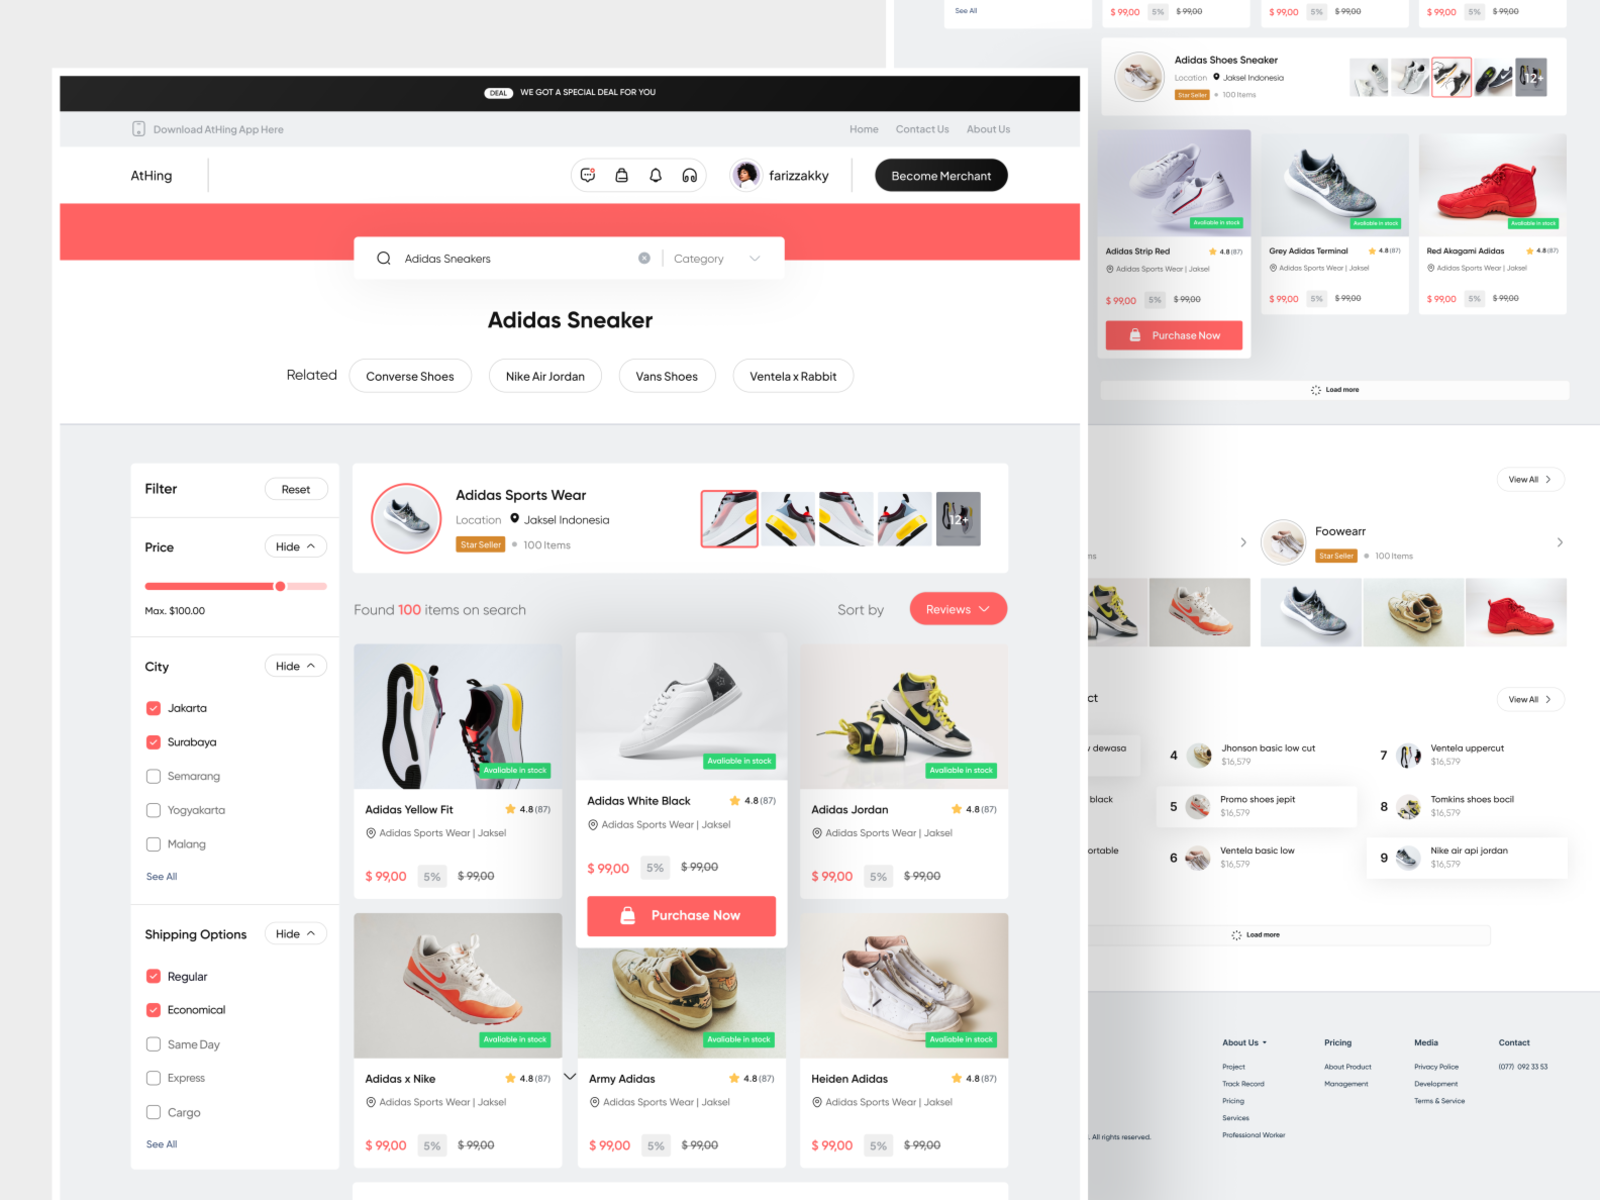 DEAL WE GOT A SPECIAL DEAL FOR YOU
Download AtHing App Here
Home Contact Us About Us
AtHing
farizzakky
Become Merchant
Adidas Sneakers
Category
Adidas Sneaker
Related
Converse Shoes
Nike Air Jordan
Vans Shoes
Ventela x Rabbit
Filter
Reset
Price
Hide
Max. $100.00
City
Hide
Jakarta
Surabaya
Semarang
Yogyakarta
Malang
See All
Shipping Options
Hide
Regular
Economical
Same Day
Express
Cargo
See All
Adidas Sports Wear
Location Jaksel Indonesia
Star Seller 100 Items
12+
Found 100 items on search
Sort by
Reviews
Available in stock
Adidas Yellow Fit 4.8 (87)
Adidas Sports Wear | Jaksel
$ 99,00 5% $ 99,00
Available in stock
Adidas White Black 4.8 (87)
Adidas Sports Wear | Jaksel
$ 99,00 5% $ 99,00
Purchase Now
Available in stock
Adidas Jordan 4.8 (87)
Adidas Sports Wear | Jaksel
$ 99,00 5% $ 99,00
Available in stock
Adidas x Nike 4.8 (87)
Adidas Sports Wear | Jaksel
$ 99,00 5% $ 99,00
Available in stock
Army Adidas 4.8 (87)
Adidas Sports Wear | Jaksel
$ 99,00 5% $ 99,00
Available in stock
Heiden Adidas 4.8 (87)
Adidas Sports Wear | Jaksel
$ 99,00 5% $ 99,00
See All
$ 99,00 5% $ 99,00
$ 99,00 5% $ 99,00
$ 99,00 5% $ 99,00
Adidas Shoes Sneaker
Location Jaksel Indonesia
Star Seller 100 Items
12+
Available in stock
Adidas Strip Red 4.8 (87)
Adidas Sports Wear | Jaksel
$ 99,00 5% $ 99,00
Purchase Now
Available in stock
Grey Adidas Terminal 4.8 (87)
Adidas Sports Wear | Jaksel
$ 99,00 5% $ 99,00
Available in stock
Red Akagami Adidas 4.8 (87)
Adidas Sports Wear | Jaksel
$ 99,00 5% $ 99,00
Load more
View All
ms
Foowearr
Star Seller 100 Items
ct
View All
dewasa
black
ortable
4 Jhonson basic low cut
$16,579
5 Promo shoes jepit
$16,579
6 Ventela basic low
$16,579
7 Ventela uppercut
$16,579
8 Tomkins shoes bocil
$16,579
9 Nike air api jordan
$16,579
Load more
About Us
Project
Track Record
Pricing
Services
Professional Worker
Pricing
About Product
Management
Media
Privacy Police
Development
Terms & Service
Contact
(077) 092 33 53
. All rights reserved.